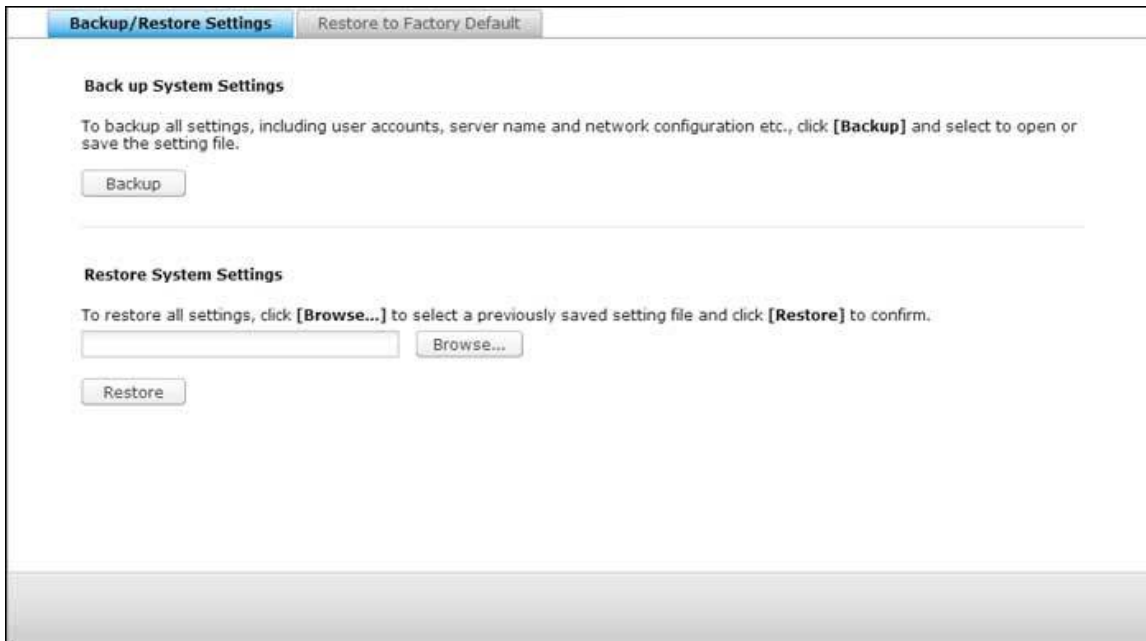 Backup/Restore Settings Restore to Factory Default
Back up System Settings
To backup all settings, including user accounts, server name and network configuration etc., click [Backup] and select to open or
save the setting file.
Backup
Restore System Settings
To restore all settings, click [Browse...] to select a previously saved setting file and click [Restore] to confirm.
Browse...
Restore